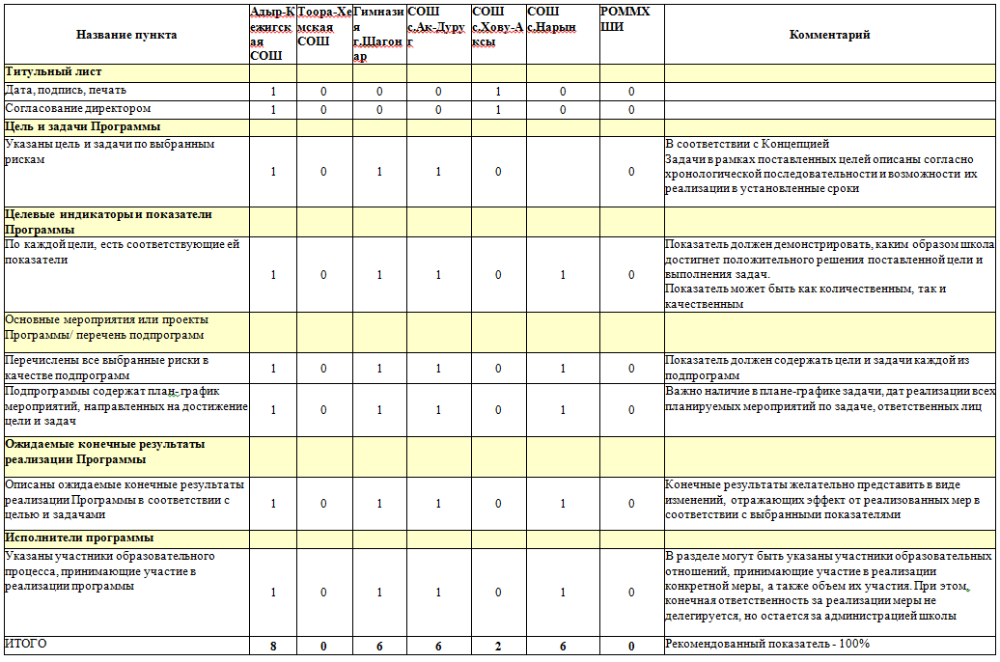 Название пункта
Адыр-К
ежигск
ая
СОШ
Тоора-Хе
мская
СОШ
Гимнази
я
г.Шагон
ар
СОШ
с.Ак-Дуру
г
СОШ
с.Хову-А
ксы
СОШ
с.Нарын
РОММХ
ШИ
Комментарий
Титульный лист
Дата, подпись, печать 1 0 0 0 1 0 0
Согласование директором 1 0 0 0 1 0 0
Цель и задачи Программы
Указаны цель и задачи по выбранным
рискам
1 0 1 1 0 0
В соответствии с Концепцией
Задачи в рамках поставленных целей описаны согласно
хронологической последовательности и возможности их
реализации в установленные сроки
Целевые индикаторы и показатели
Программы
По каждой цели, есть соответствующие ей
показатели
1 0 1 1 0 1 0
Показатель должен демонстрировать, каким образом школа
достигнет положительного решения поставленной цели и
выполнения задач.
Показатель может быть как количественным, так и
качественным
Основные мероприятия или проекты
Программы/ перечень подпрограмм
Перечислены все выбранные риски в
качестве подпрограмм
1 0 1 1 0 1 0
Показатель должен содержать цели и задачи каждой из
подпрограмм
Подпрограммы содержат план-график
мероприятий, направленных на достижение
цели и задач
1 0 1 1 0 1 0
Важно наличие в плане-графике задачи, дат реализации всех
планируемых мероприятий по задаче, ответственных лиц
Ожидаемые конечные результаты
реализации Программы
Описаны ожидаемые конечные результаты
реализации Программы в соответствии с
целью и задачами
1 0 1 1 0 1 0
Конечные результаты желательно представить в виде
изменений, отражающих эффект от реализованных мер в
соответствии с выбранными показателями
Исполнители программы
Указаны участники образовательного
процесса, принимающие участие в
реализации программы
1 0 1 1 0 1 0
В разделе могут быть указаны участники образовательных
отношений, принимающие участие в реализации
конкретной меры, а также объем их участия. При этом,
конечная ответственность за реализации меры не
делегируется, но остается за администрацией школы
ИТОГО 8 0 6 6 2 6 0 Рекомендованный показатель - 100%